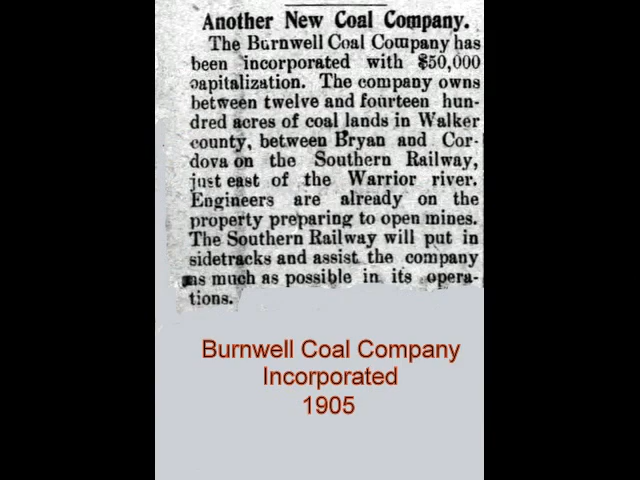 Another New Coal Company.
The Burnwell Coal Company has
been incorporated with $50,000
capitalization. The company owns
between twelve and fourteen hun-
dred acres of coal lands in Walker
county, between Bryan and Cor-
dova on the Southern Railway,
just east of the Warrior river.
Engineers are already on the
property preparing to open mines.
The Southern Railway will put in
sidetracks and assist the company
as much as possible in its opera-
tions.
Burnwell Coal Company
Incorporated
1905